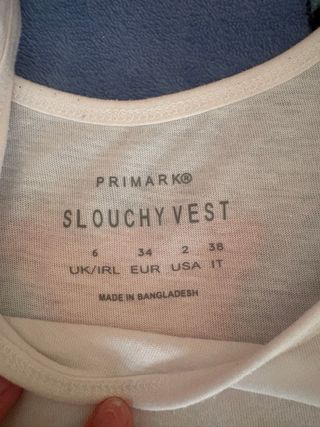 PRIMARK®
SLOUCHY VEST
6 34 2 38
UK/IRL EUR USA IT
MADE IN BANGLADESH